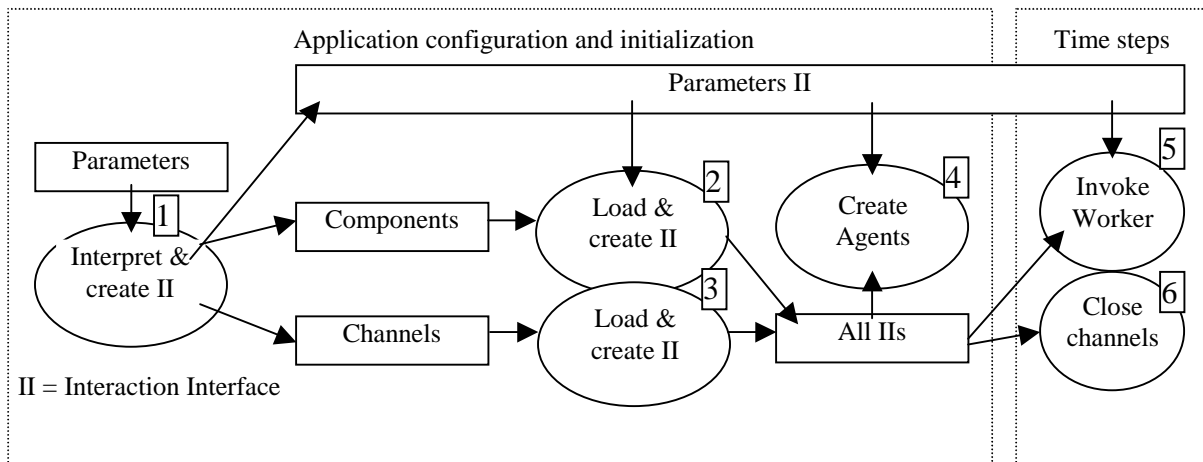 Application configuration and initialization
Time steps
Parameters II
Parameters
1
Interpret &
create II
Components
Channels
2
Load &
create II
3
Load &
create II
4
Create
Agents
All IIs
5
Invoke
Worker
6
Close
channels
II = Interaction Interface